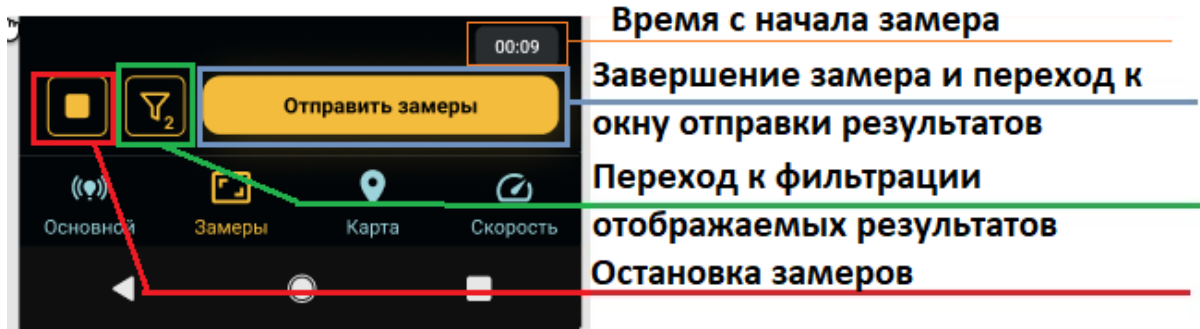 Время с начала замера
00:09
Завершение замера и переход к
окну отправки результатов
2
Отправить замеры
Переход к фильтрации
отображаемых результатов
Основной
Замеры
Карта
Скорость
Остановка замеров